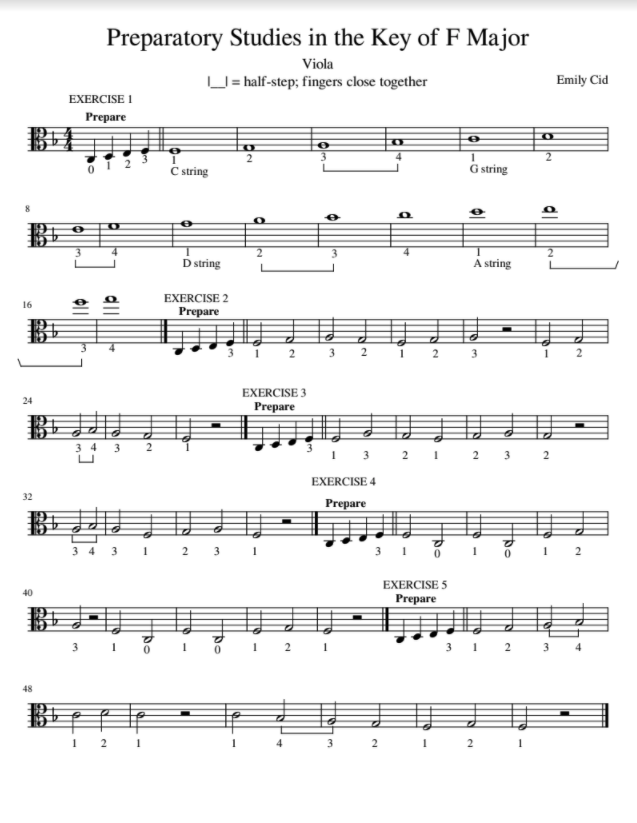 Preparatory Studies in the Key of F Major
Viola
|__| = half-step; fingers close together
Emily Cid
EXERCISE 1
Prepare
4
4
0 1 2 3 1 2 3 4 1 2
C string G string
8
3 4 1 2 3 4 1 2
D string A string
16
EXERCISE 2
Prepare
3 4 3 1 2 3 2 1 2 3 1 2
24
EXERCISE 3
Prepare
3 4 3 2 1 3 1 3 2 1 2 3 2
32
EXERCISE 4
Prepare
3 4 3 1 2 3 1 3 1 0 1 0 1 2
40
EXERCISE 5
Prepare
3 1 0 1 0 1 2 1 3 1 2 3 4
48
1 2 1 1 4 3 2 1 2 1